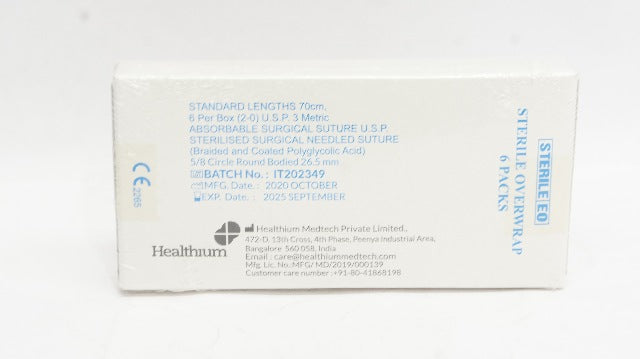 STANDARD LENGTHS 70cm,
6 Per Box (2-0) U.S.P. 3 Metric
ABSORBABLE SURGICAL SUTURE U.S.P.
STERILISED SURGICAL NEEDLED SUTURE
(Braided and Coated Polyglycolic Acid)
5/8 Circle Round Bodied 26.5 mm
BATCH No.: IT202349
MFG. Date.: 2020 OCTOBER
EXP. Date.: 2025 SEPTEMBER
CE
2265
STERILE EO
STERILE OVERWRAP
6 PACKS
Healthium
Healthium Medtech Private Limited.,
472-D, 13th Cross, 4th Phase, Peenya Industrial Area,
Bangalore 560 058, India
Email : care@healthiummedtech.com
Mfg. Lic. No.:MFG/ MD/2019/000139
Customer care number :+91-80-41868198